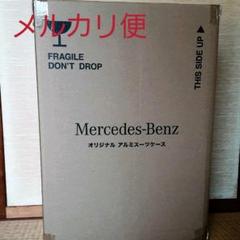 メルカリ便
FRAGILE
DON'T DROP
THIS SIDE UP
Mercedes-Benz
オリジナル アルミスーツケース